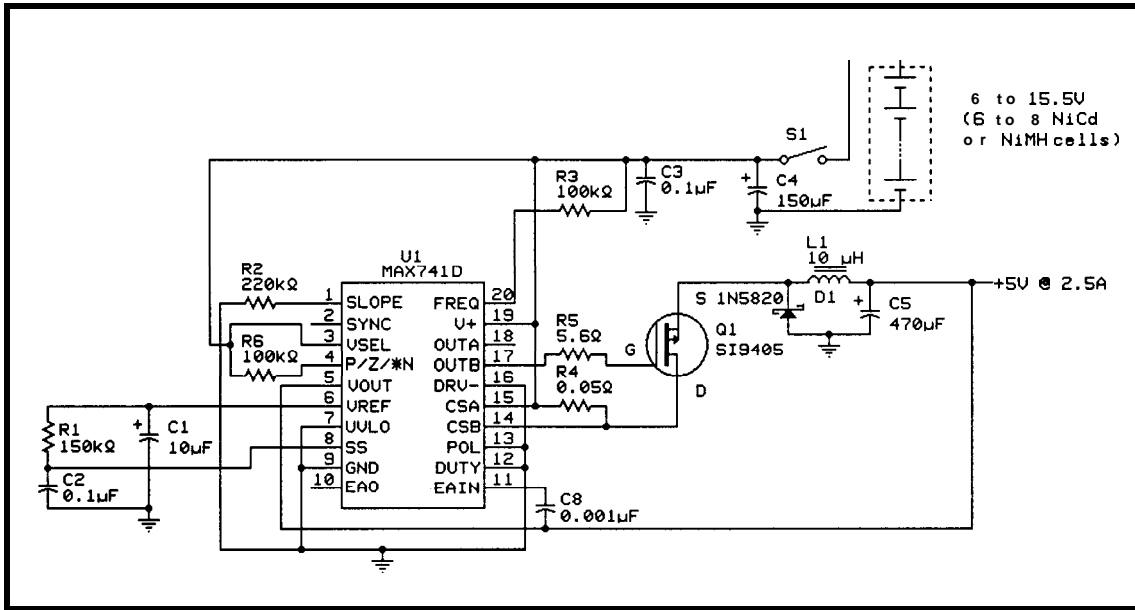 6 to 15.5V
(6 to 8 NiCd
or NiMH cells)
S1
R3
100kΩ
C3
0.1µF
+
C4
150µF
U1
MAX741D
L1
10 µH
R2
220kΩ
1 SLOPE
2 SYNC
3 VSEL
4 P/Z/*N
5 VOUT
6 VREF
7 UVLO
8 SS
9 GND
10 EAO
FREQ 20
V+ 19
OUTA 18
OUTB 17
DRV- 16
CSA 15
CSB 14
POL 13
DUTY 12
EAIN 11
R6
100kΩ
R5
5.6Ω
R4
0.05Ω
G
S
D
Q1
SI9405
1N5820
D1
+
C5
470µF
+5V @ 2.5A
R1
150kΩ
+
C1
10µF
C2
0.1µF
C8
0.001µF